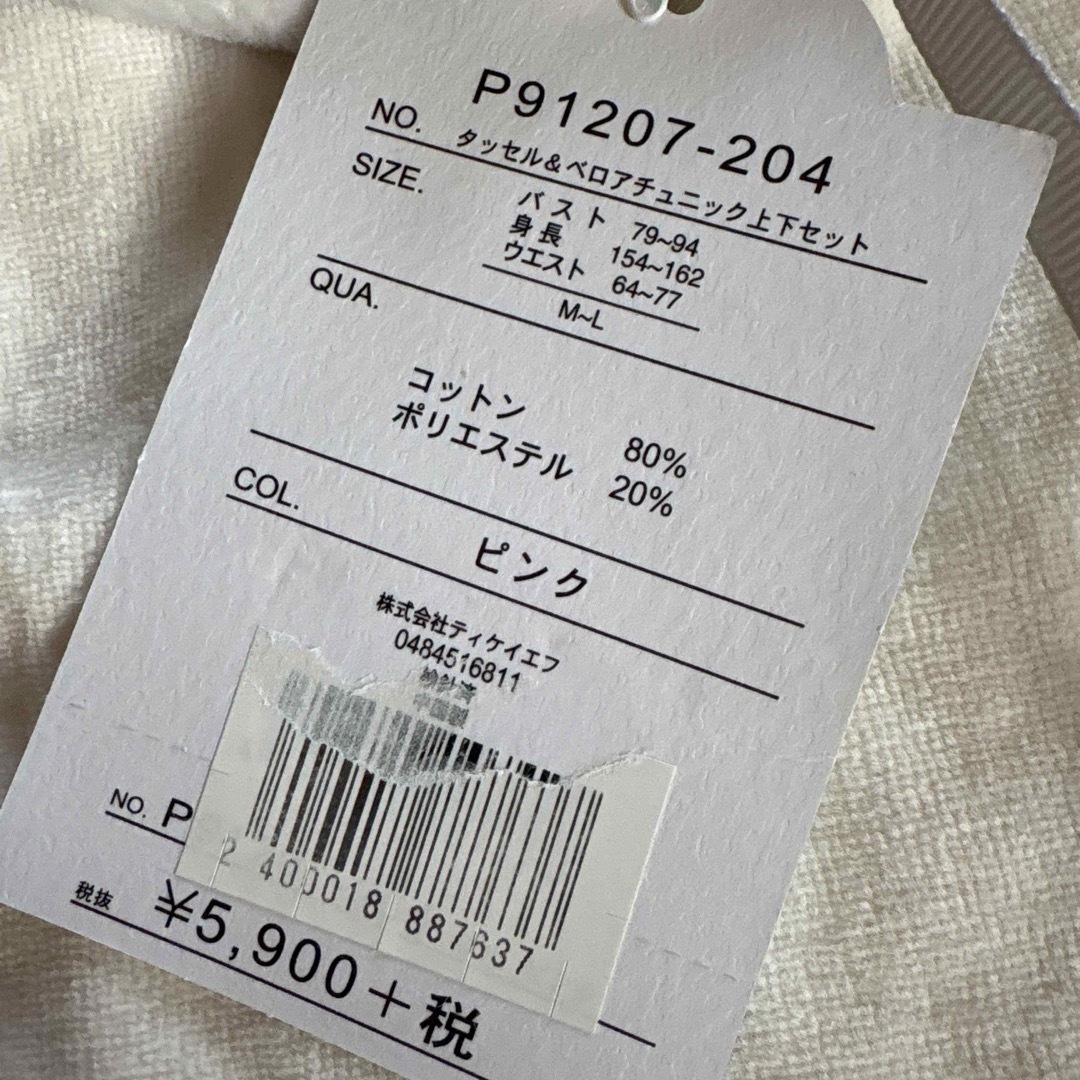 P91207-204
NO.
タッセル&ベロアチュニック上下セット
SIZE.
バスト 79~94
身長 154~162
ウエスト 64~77
M~L
QUA.
コットン 80%
ポリエステル 20%
COL.
ピンク
株式会社ティケイエフ
0484516811
検針済
NO. P
2 400018 887637
税抜 ¥5,900+税